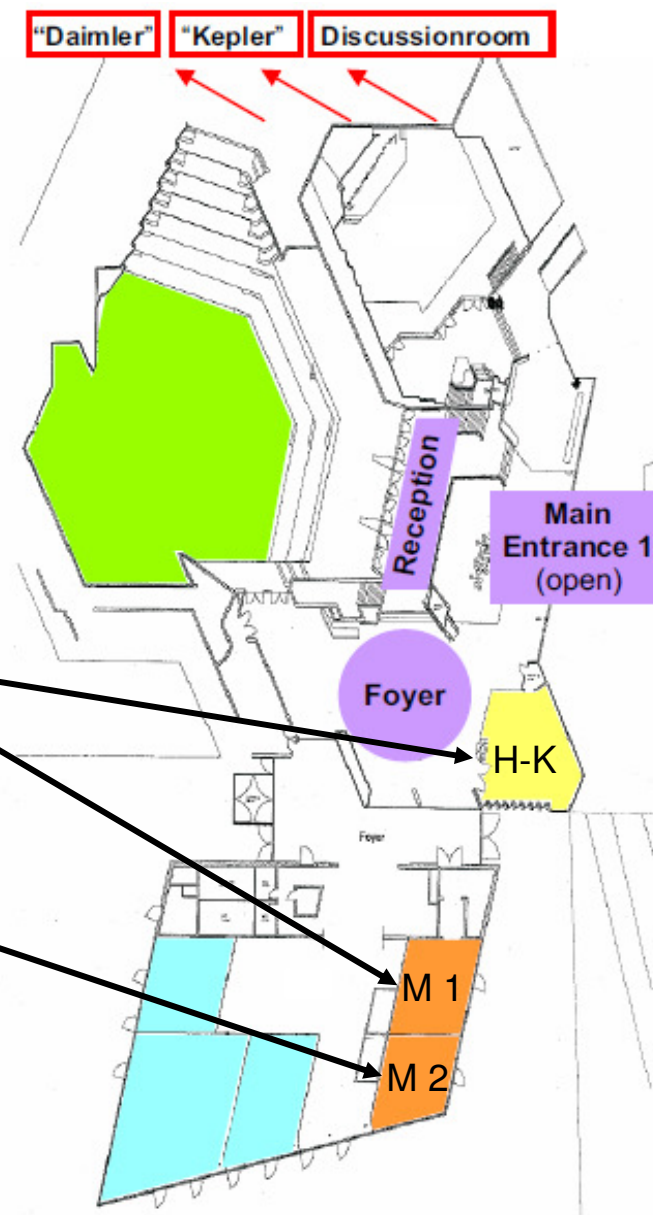 "Daimler"
"Kepler"
Discussionroom
Reception
Main
Entrance 1
(open)
Foyer
H-K
Foyer
M 1
M 2